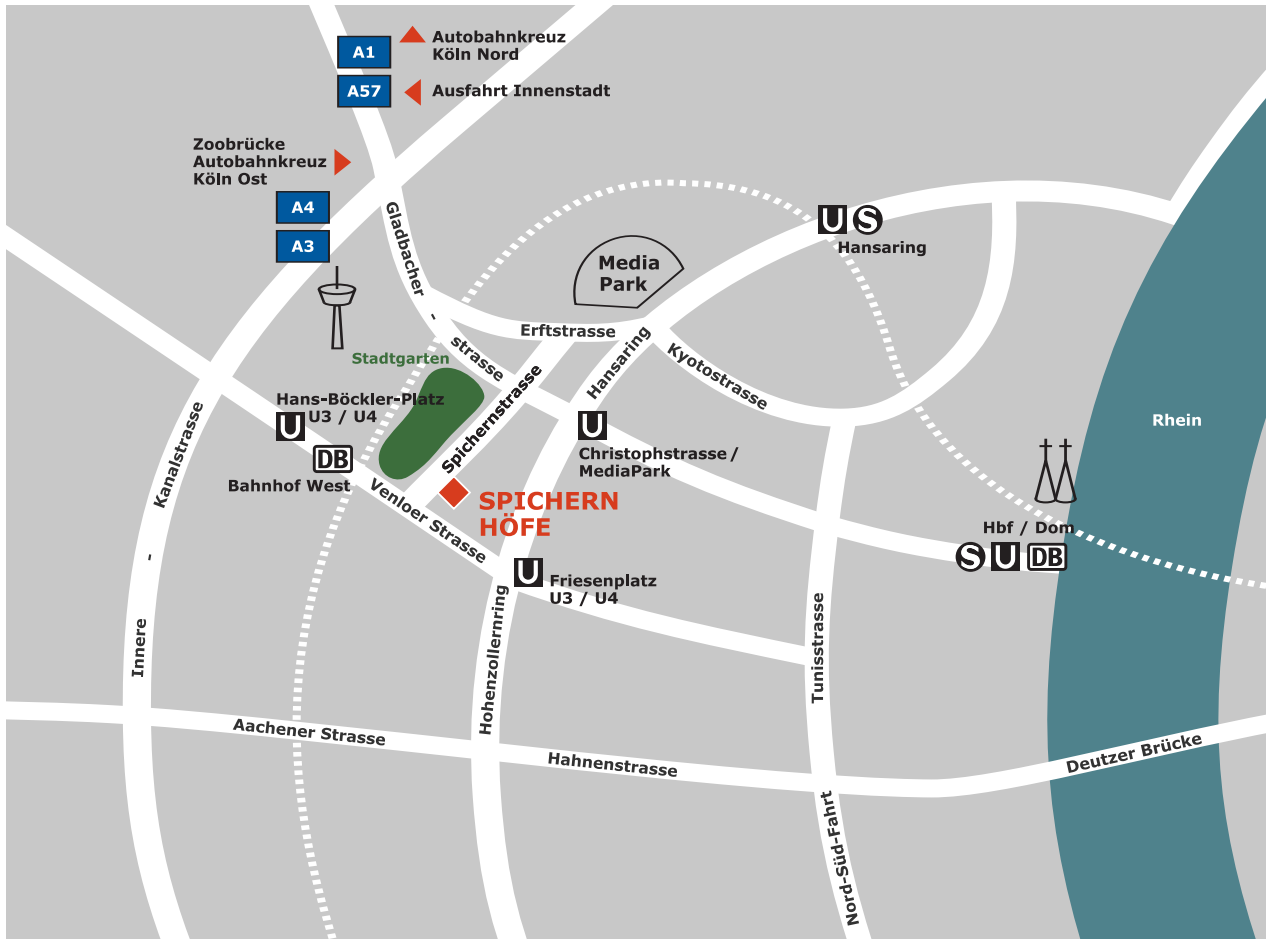 A1
Autobahnkreuz
Köln Nord
A57
Ausfahrt Innenstadt
Zoobrücke
Autobahnkreuz
Köln Ost
A4
A3
Gladbacher -
strasse
Media
Park
U S
Hansaring
Erftstrasse
Hansaring
Kyotostrasse
Stadtgarten
Spichernstrasse
Hans-Böckler-Platz
U3 / U4
U
DB
Bahnhof West
Venloer Strasse
SPICHERN
HÖFE
U
Christophstrasse /
MediaPark
Rhein
Hbf / Dom
S U DB
U
Friesenplatz
U3 / U4
Innere - Kanalstrasse
Hohenzollernring
Tunisstrasse
Aachener Strasse
Hahnenstrasse
Deutzer Brücke
Nord-Süd-Fahrt